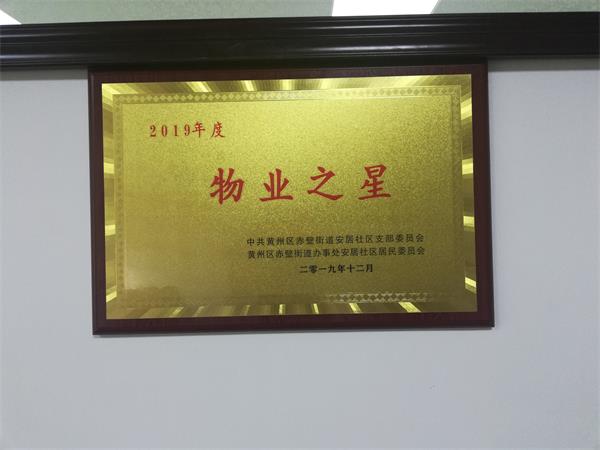 2019年度
物业之星
中共黄州区赤壁街道安居社区支部委员会
黄州区赤壁街道办事处安居社区居民委员会
二零一九年十二月